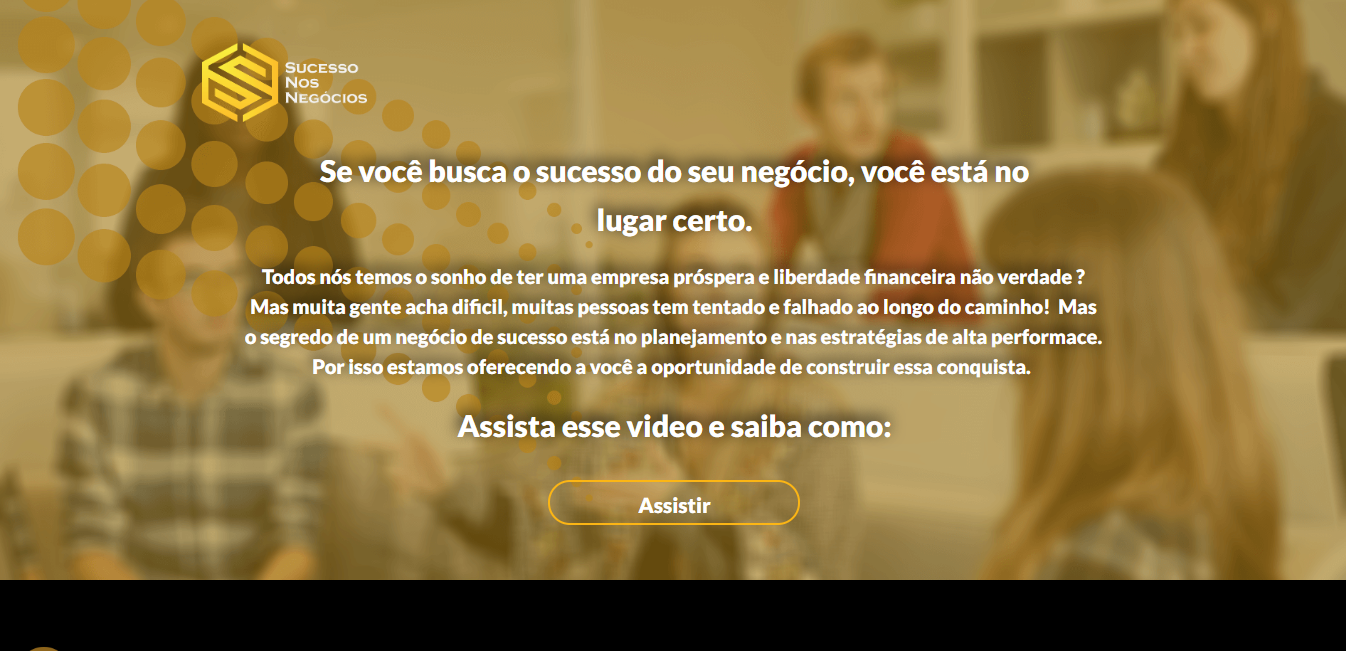 Sucesso
Nos
Negócios
Se você busca o sucesso do seu negócio, você está no
lugar certo.
Todos nós temos o sonho de ter uma empresa próspera e liberdade financeira não verdade ?
Mas muita gente acha dificil, muitas pessoas tem tentado e falhado ao longo do caminho!  Mas
o segredo de um negócio de sucesso está no planejamento e nas estratégias de alta performace.
Por isso estamos oferecendo a você a oportunidade de construir essa conquista.
Assista esse video e saiba como:
Assistir